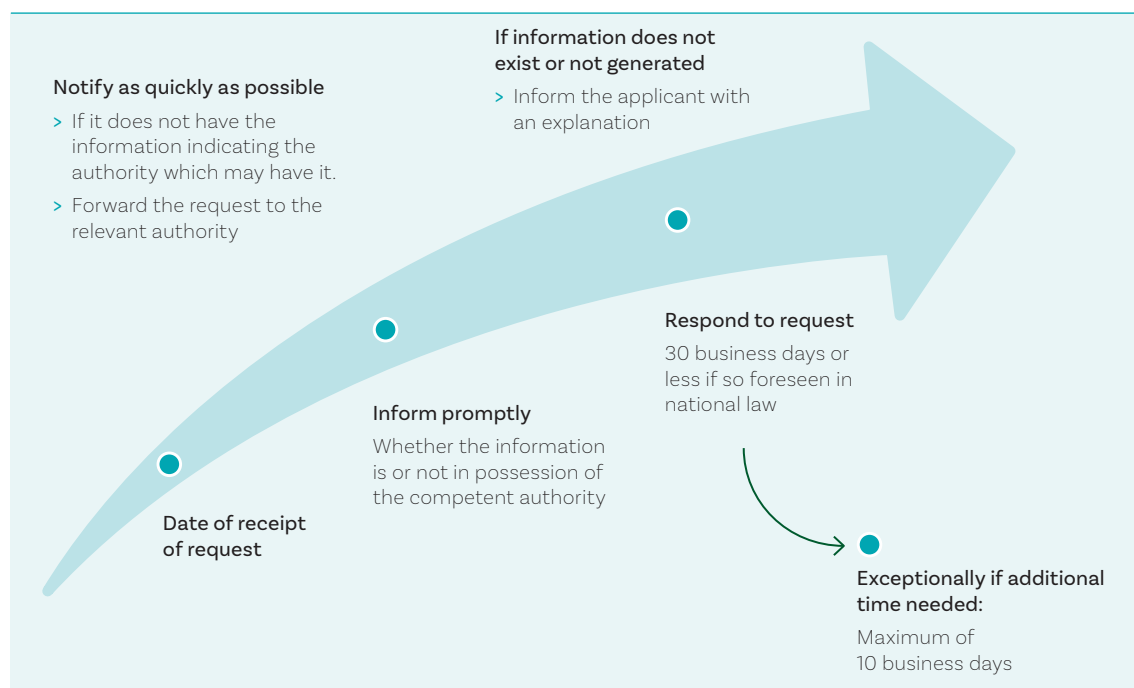 Notify as quickly as possible
> If it does not have the
information indicating the
authority which may have it.
> Forward the request to the
relevant authority
If information does not
exist or not generated
> Inform the applicant with
an explanation
Date of receipt
of request
Inform promptly
Whether the information
is or not in possession of
the competent authority
Respond to request
30 business days or
less if so foreseen in
national law
Exceptionally if additional
time needed:
Maximum of
10 business days